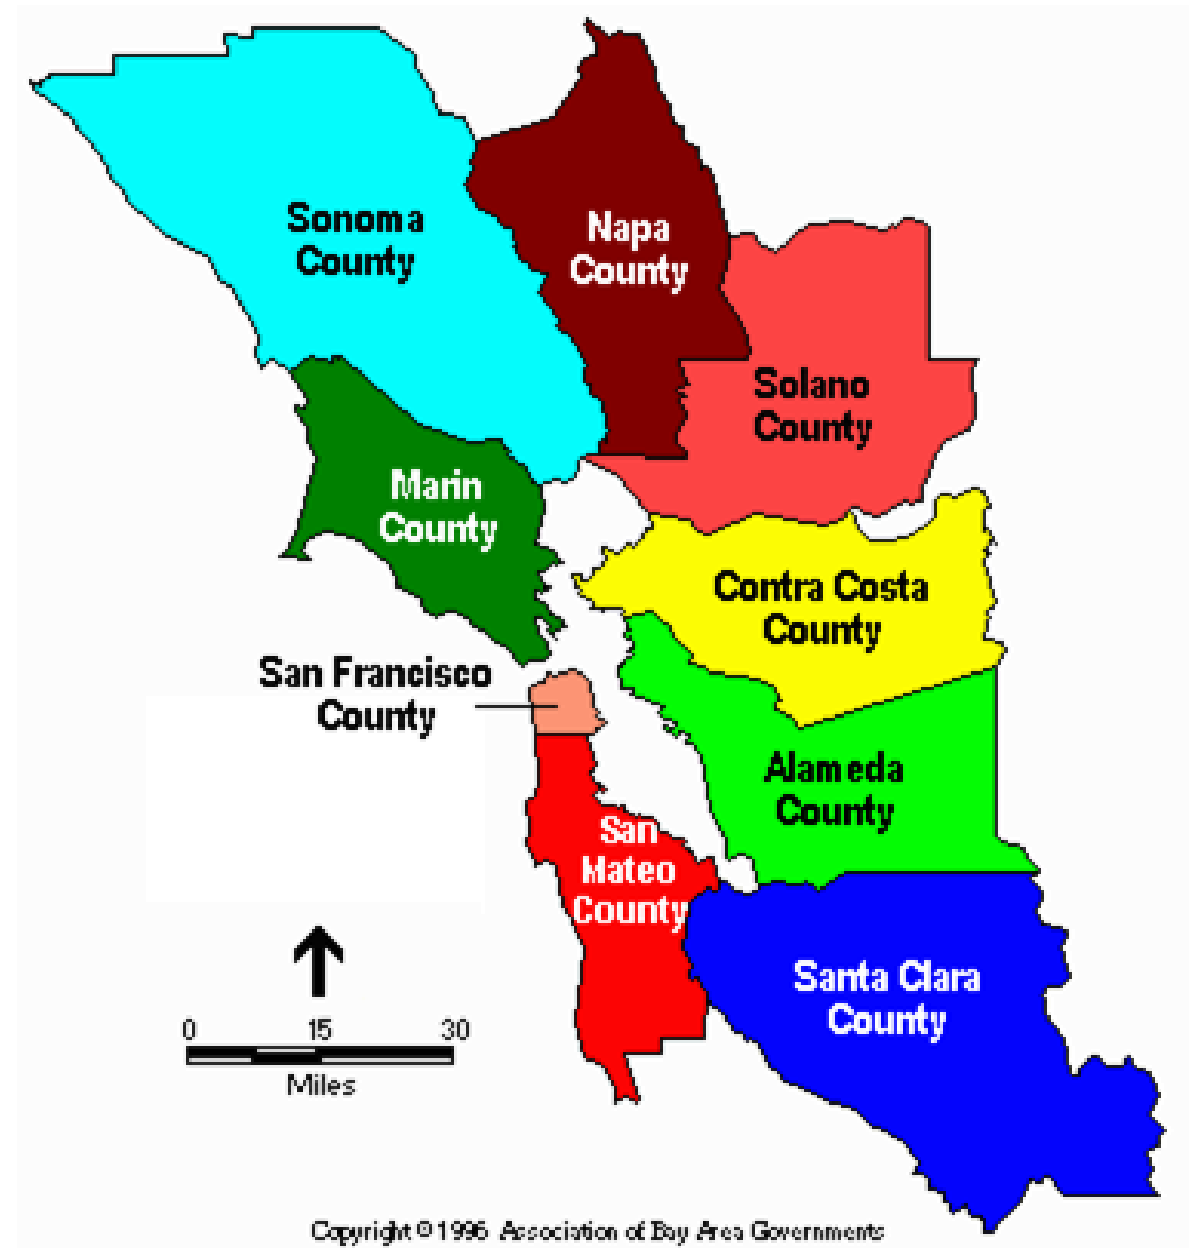 Sonoma
County
Napa
County
Solano
County
Marin
County
Contra Costa
County
San Francisco
County
Alameda
County
San
Mateo
County
Santa Clara
County
0 15 30
Miles
Copyright © 1996 Association of Bay Area Governments